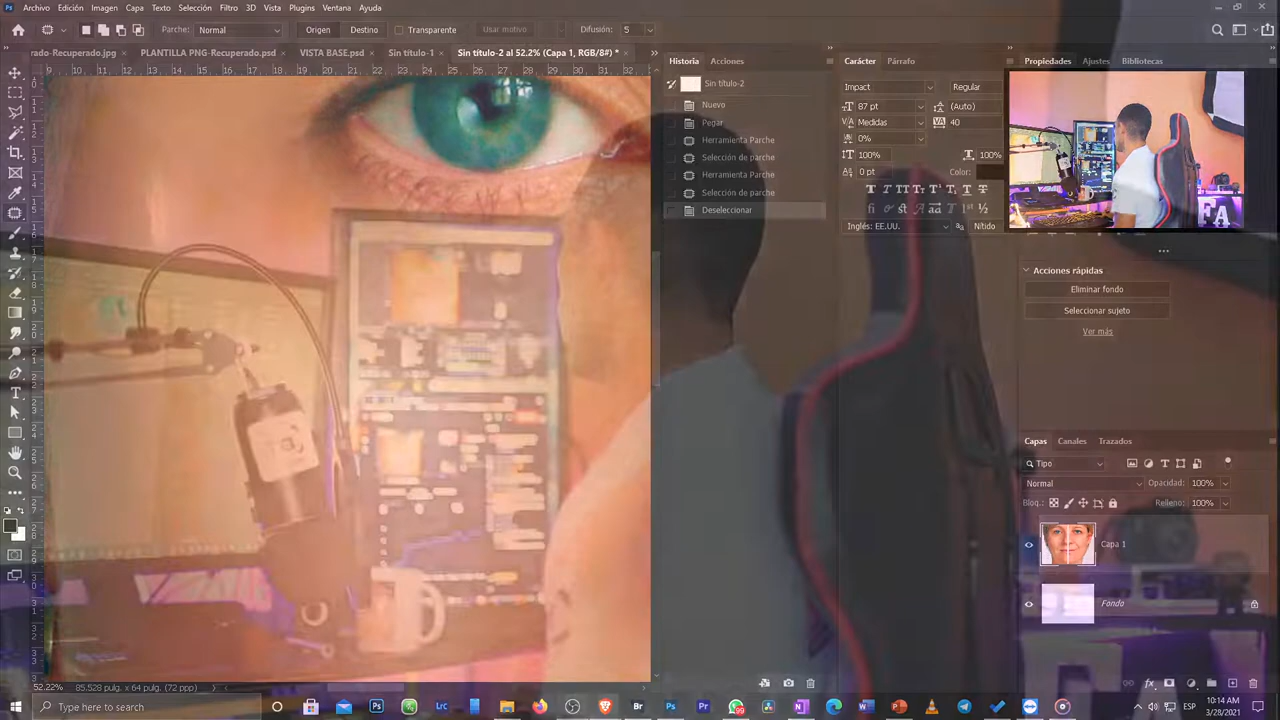 Archivo Edición Imagen Capa Texto Selección Filtro 3D Vista Plugins Ventana Ayuda
Parche: Normal Origen Destino Transparente Usar motivo Difusión: 5
rado-Recuperado.jpg PLANTILLA PNG-Recuperado.psd VISTA BASE.psd Sin título-1 Sin título-2 al 52.2% (Capa 1, RGB/8#) *
Historia Acciones
Sin título-2
Nuevo
Pegar
Herramienta Parche
Selección de parche
Herramienta Parche
Selección de parche
Deseleccionar
Carácter Párrafo
Impact Regular
87 pt (Auto)
Medidas 40
0%
100% 100%
0 pt Color:
Inglés: EE.UU. Nítido
Propiedades Ajustes Bibliotecas
FA
Acciones rápidas
Eliminar fondo
Seleccionar sujeto
Ver más
Capas Canales Trazados
Tipo
Normal Opacidad: 100%
Bloq.: Relleno: 100%
Capa 1
Fondo
52.22% 85.528 pulg. x 64 pulg. (72 ppp)
Type here to search
ESP 10:14 AM
3/28/2021